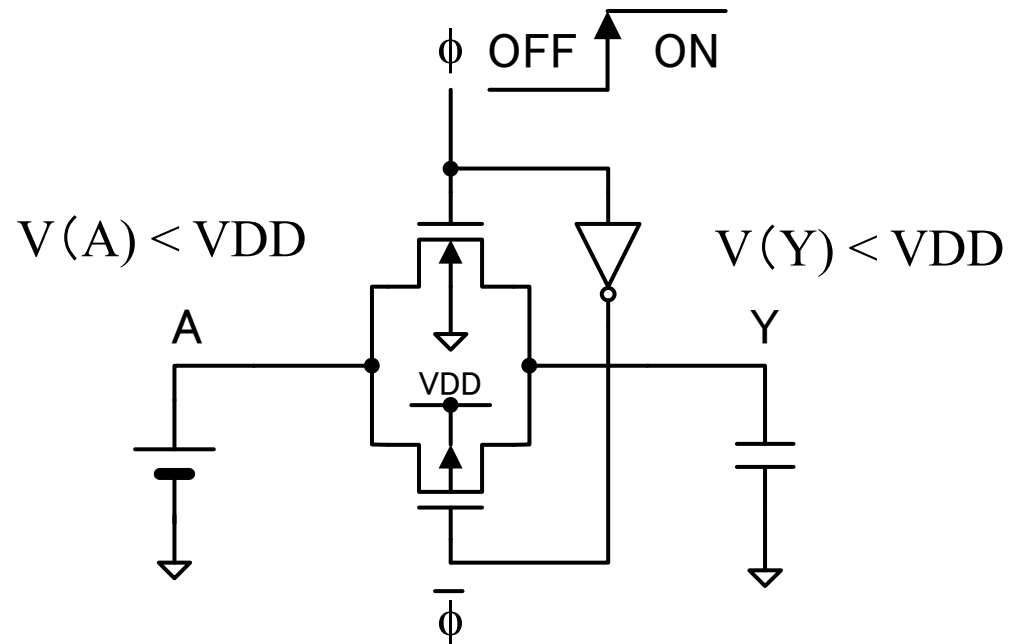 ϕ OFF ON
V(A) < VDD
V(Y) < VDD
A
Y
VDD
ϕ̅